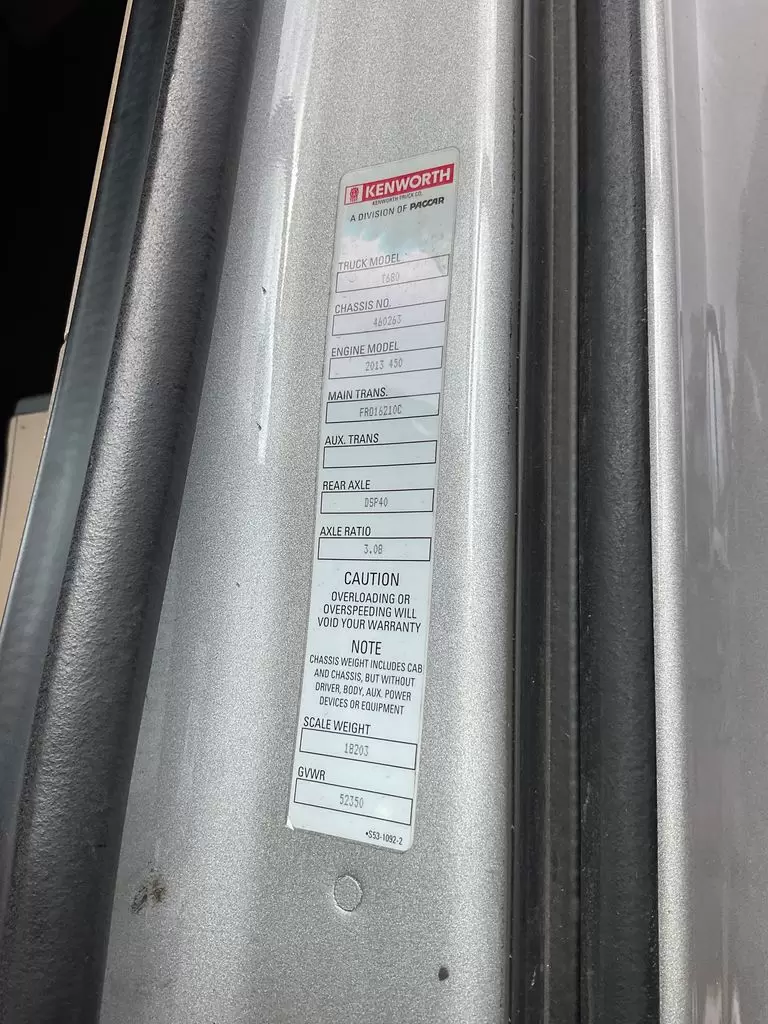 KENWORTH
KENWORTH TRUCK CO.
A DIVISION OF PACCAR
TRUCK MODEL
T680
CHASSIS NO.
460263
ENGINE MODEL
2013 450
MAIN TRANS.
FRO16210C
AUX. TRANS
REAR AXLE
DSP40
AXLE RATIO
3.08
CAUTION
OVERLOADING OR
OVERSPEEDING WILL
VOID YOUR WARRANTY
NOTE
CHASSIS WEIGHT INCLUDES CAB
AND CHASSIS, BUT WITHOUT
DRIVER, BODY, AUX. POWER
DEVICES OR EQUIPMENT
SCALE WEIGHT
18203
GVWR
52350
•S53-1092-2